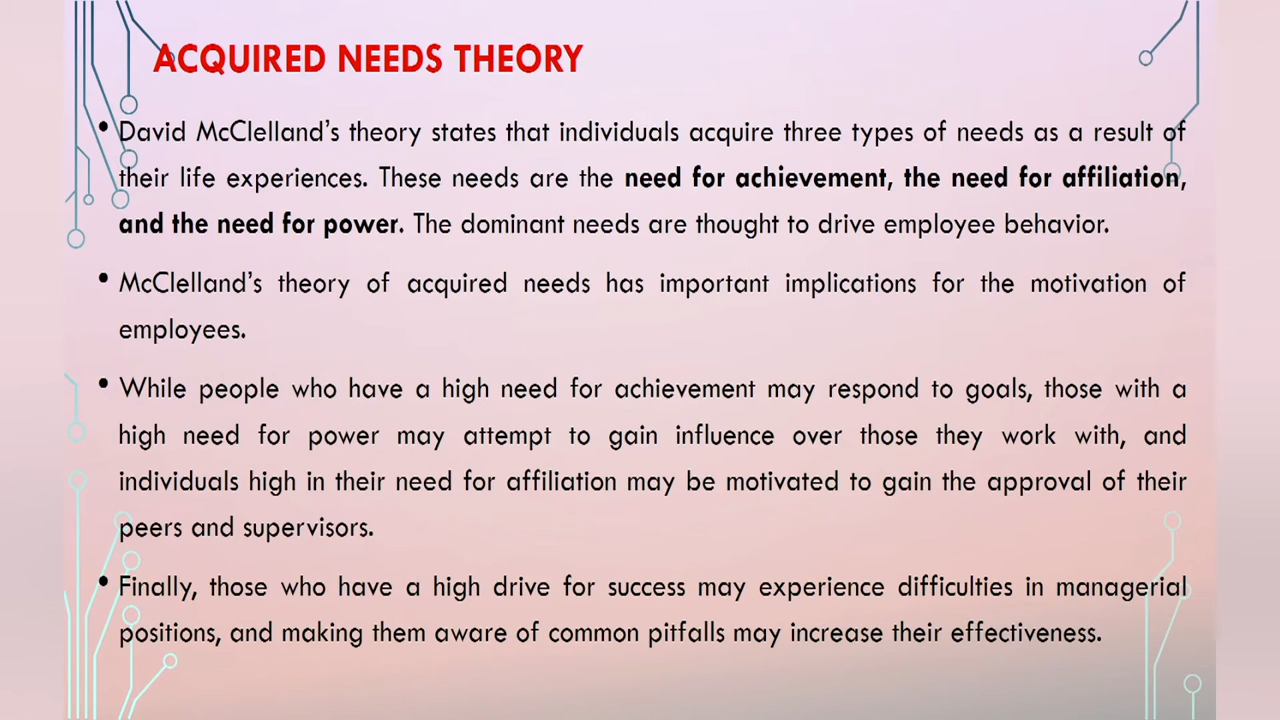 ACQUIRED NEEDS THEORY
• David McClelland’s theory states that individuals acquire three types of needs as a result of
their life experiences. These needs are the need for achievement, the need for affiliation,
and the need for power. The dominant needs are thought to drive employee behavior.
• McClelland’s theory of acquired needs has important implications for the motivation of
employees.
• While people who have a high need for achievement may respond to goals, those with a
high need for power may attempt to gain influence over those they work with, and
individuals high in their need for affiliation may be motivated to gain the approval of their
peers and supervisors.
• Finally, those who have a high drive for success may experience difficulties in managerial
positions, and making them aware of common pitfalls may increase their effectiveness.